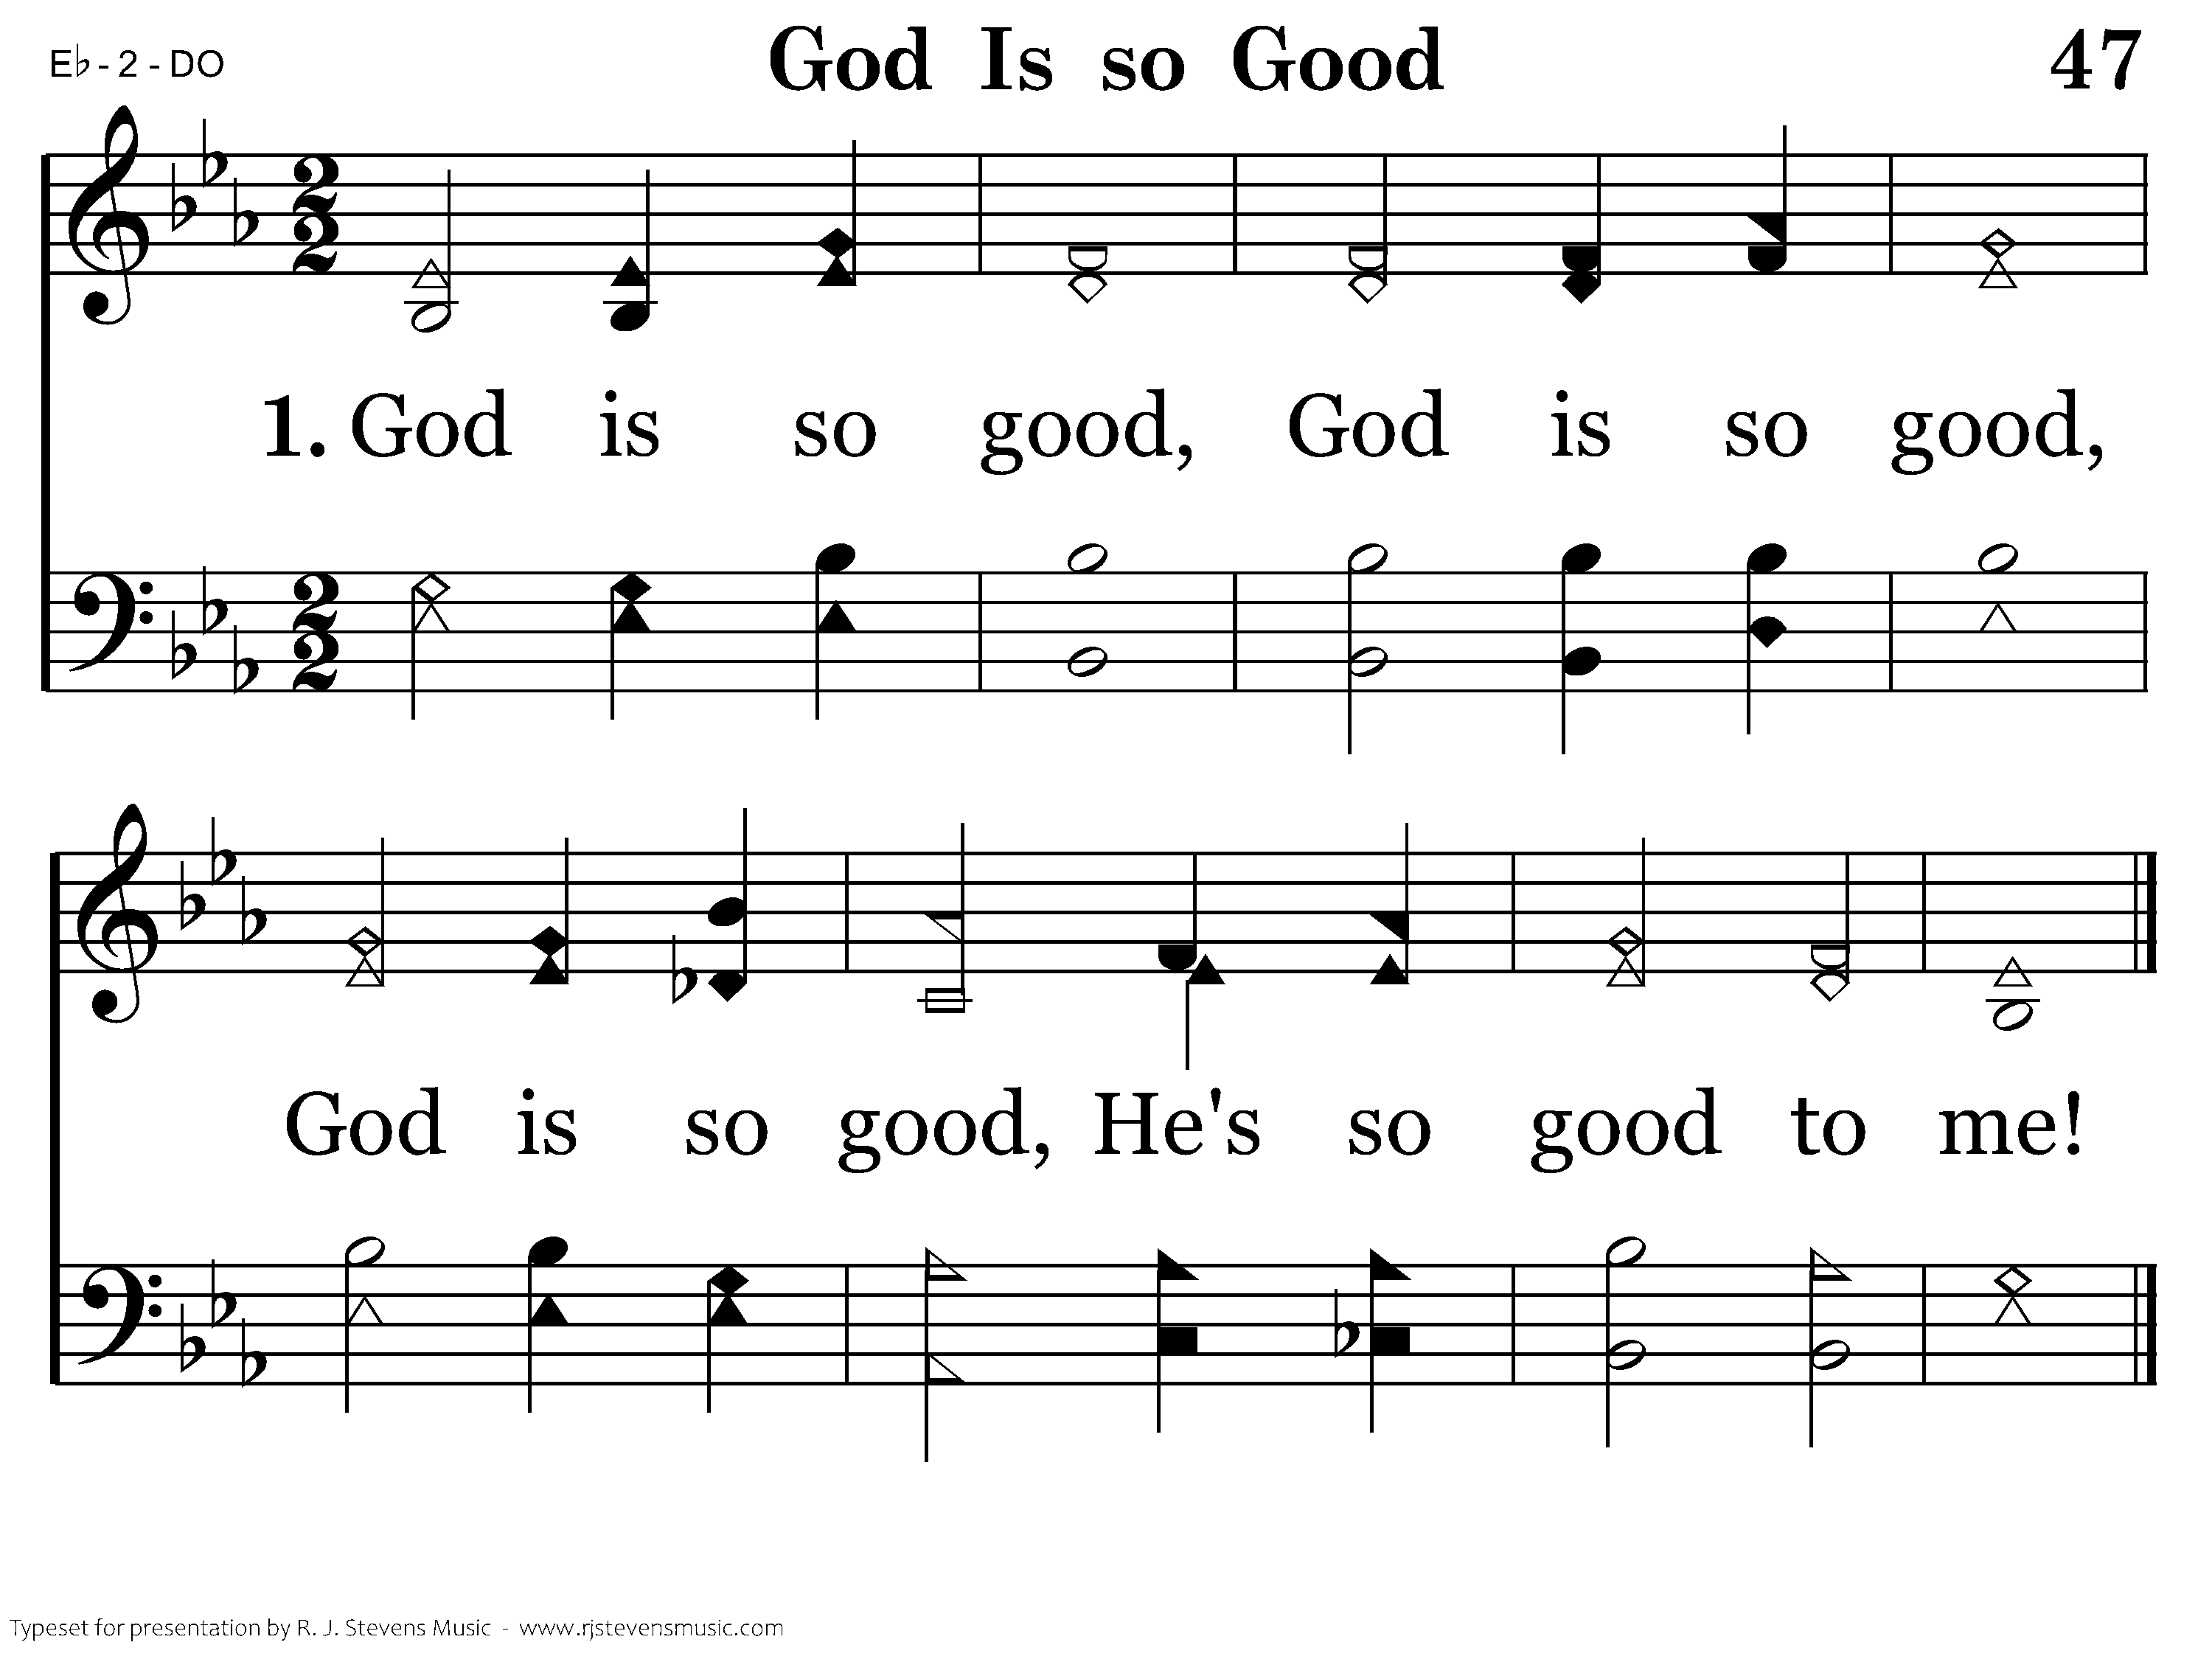 E♭ - 2 - DO
God Is so Good
47
1. God is so good, God is so good,
God is so good, He's so good to me!
Typeset for presentation by R. J. Stevens Music - www.rjstevensmusic.com